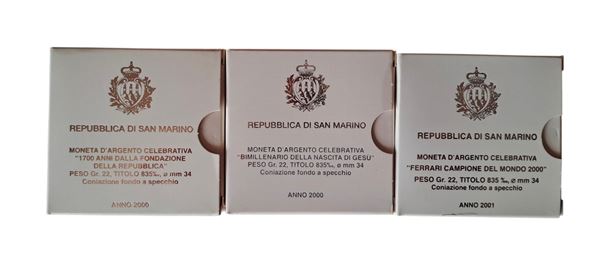 REPUBBLICA DI SAN MARINO
MONETA D'ARGENTO CELEBRATIVA
"1700 ANNI DALLA FONDAZIONE
DELLA REPUBBLICA"
PESO Gr. 22, TITOLO 835‰, ø mm 34
Coniazione fondo a specchio
ANNO 2000
REPUBBLICA DI SAN MARINO
MONETA D'ARGENTO CELEBRATIVA
"BIMILLENARIO DELLA NASCITA DI GESU'
PESO Gr. 22, TITOLO 835‰, ø mm 34
Coniazione fondo a specchio
ANNO 2000
REPUBBLICA DI SAN MARINO
MONETA D'ARGENTO CELEBRATIVA
"FERRARI CAMPIONE DEL MONDO 2000"
PESO Gr. 22, TITOLO 835 ‰, ø mm 34
Coniazione fondo a specchio
ANNO 2001